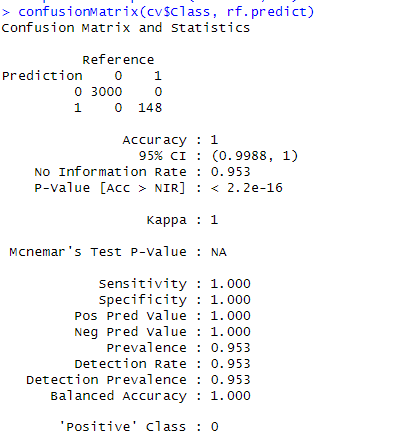 > confusionMatrix(cv$Class, rf.predict)
Confusion Matrix and Statistics
Reference
Prediction 0 1
0 3000 0
1 0 148
Accuracy : 1
95% CI : (0.9988, 1)
No Information Rate : 0.953
P-Value [Acc > NIR] : < 2.2e-16
Kappa : 1
Mcnemar's Test P-Value : NA
Sensitivity : 1.000
Specificity : 1.000
Pos Pred Value : 1.000
Neg Pred Value : 1.000
Prevalence : 0.953
Detection Rate : 0.953
Detection Prevalence : 0.953
Balanced Accuracy : 1.000
'Positive' Class : 0